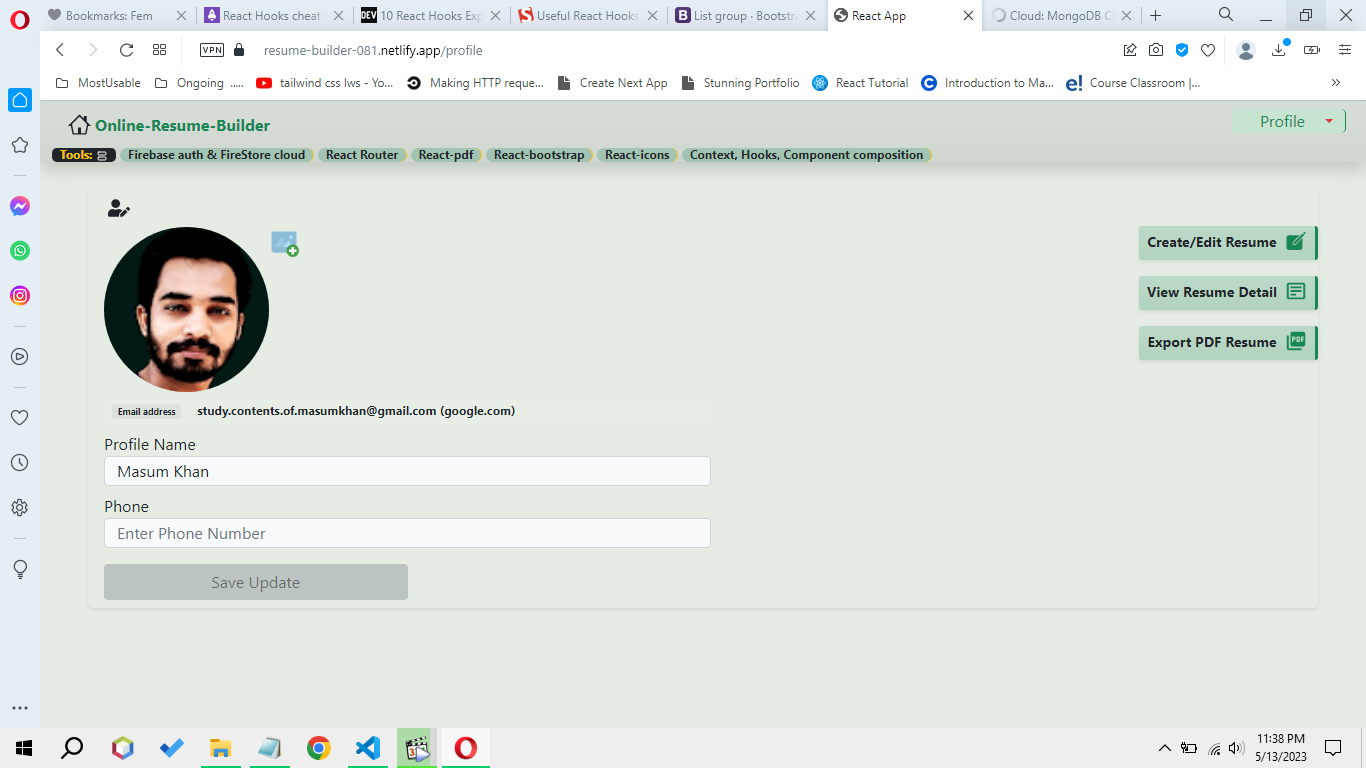 Bookmarks: Fem
React Hooks cheat s
DEV 10 React Hooks Exp
Useful React Hooks
B List group · Bootstra
React App
Cloud: MongoDB Cl
VPN resume-builder-081.netlify.app/profile
MostUsable
Ongoing .....
tailwind css lws - Yo...
Making HTTP reque...
Create Next App
Stunning Portfolio
React Tutorial
Introduction to Ma...
e! Course Classroom |...
»
Online-Resume-Builder
Profile
Tools:
Firebase auth & FireStore cloud
React Router
React-pdf
React-bootstrap
React-icons
Context, Hooks, Component composition
Create/Edit Resume
View Resume Detail
Export PDF Resume PDF
Email address study.contents.of.masumkhan@gmail.com (google.com)
Profile Name
Masum Khan
Phone
Enter Phone Number
Save Update
11:38 PM
5/13/2023